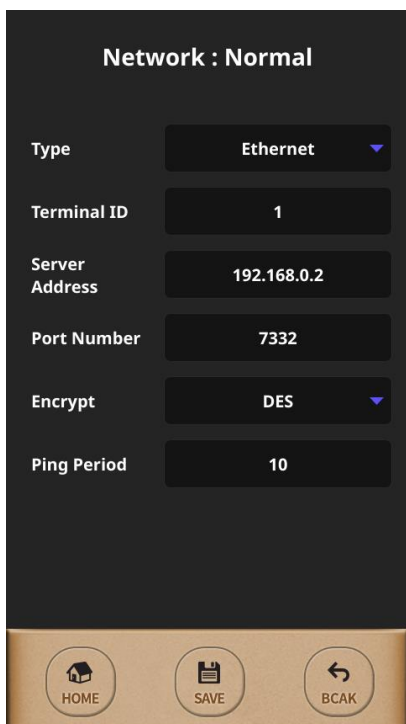 Network : Normal
Type Ethernet
Terminal ID 1
Server
Address 192.168.0.2
Port Number 7332
Encrypt DES
Ping Period 10
HOME SAVE BCAK